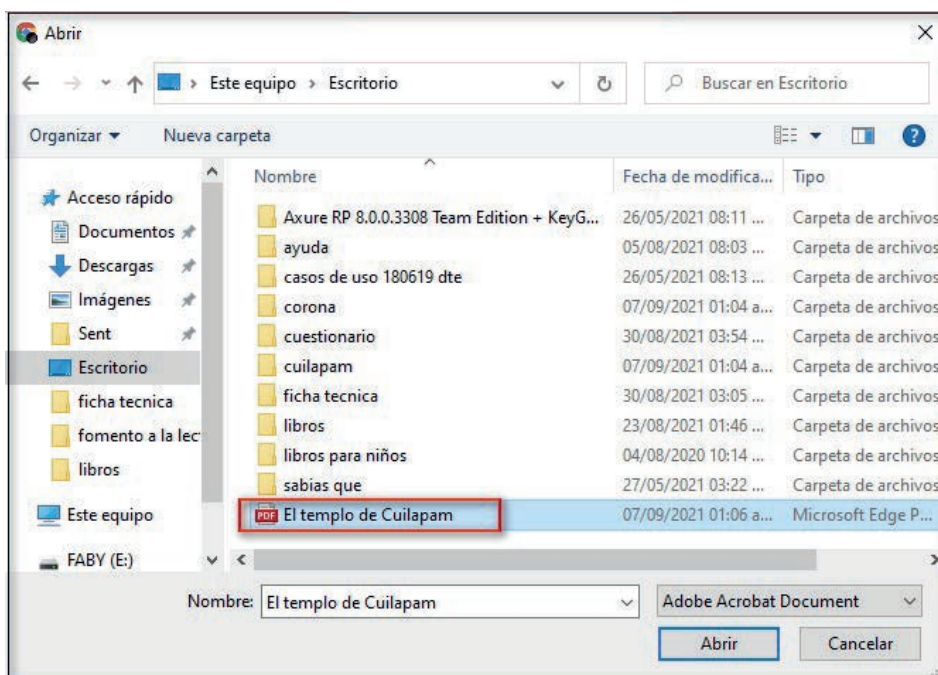 Abrir
Este equipo > Escritorio
Buscar en Escritorio
Organizar
Nueva carpeta
Nombre
Fecha de modifica...
Tipo
Acceso rápido
Documentos
Descargas
Imágenes
Sent
Escritorio
ficha tecnica
fomento a la lec
libros
Este equipo
FABY (E:)
Axure RP 8.0.0.3308 Team Edition + KeyG... 26/05/2021 08:11 ... Carpeta de archivos
ayuda 05/08/2021 08:03 ... Carpeta de archivos
casos de uso 180619 dte 26/05/2021 08:13 ... Carpeta de archivos
corona 07/09/2021 01:04 a... Carpeta de archivos
cuestionario 30/08/2021 03:54 ... Carpeta de archivos
cuilapam 07/09/2021 01:04 a... Carpeta de archivos
ficha tecnica 30/08/2021 03:05 ... Carpeta de archivos
libros 23/08/2021 01:46 ... Carpeta de archivos
libros para niños 04/08/2020 10:14 ... Carpeta de archivos
sabias que 27/05/2021 03:22 ... Carpeta de archivos
PDF El templo de Cuilapam 07/09/2021 01:06 a... Microsoft Edge P...
Nombre: El templo de Cuilapam
Adobe Acrobat Document
Abrir
Cancelar